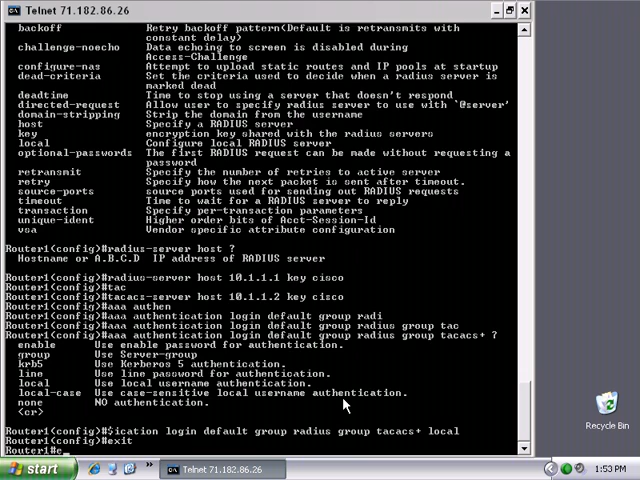 Telnet 71.182.86.26
backoff Retry backoff pattern(Default is retransmits with
constant delay)
challenge-noecho Data echoing to screen is disabled during
Access-Challenge
configure-nas Attempt to upload static routes and IP pools at startup
dead-criteria Set the criteria used to decide when a radius server is
marked dead
deadtime Time to stop using a server that doesn't respond
directed-request Allow user to specify radius server to use with `@server'
domain-stripping Strip the domain from the username
host Specify a RADIUS server
key encryption key shared with the radius servers
local Configure local RADIUS server
optional-passwords The first RADIUS request can be made without requesting a
password
retransmit Specify the number of retries to active server
retry Specify how the next packet is sent after timeout.
source-ports source ports used for sending out RADIUS requests
timeout Time to wait for a RADIUS server to reply
transaction Specify per-transaction parameters
unique-ident Higher order bits of Acct-Session-Id
vsa Vendor specific attribute configuration
Router1(config)#radius-server host ?
Hostname or A.B.C.D IP address of RADIUS server
Router1(config)#radius-server host 10.1.1.1 key cisco
Router1(config)#tac
Router1(config)#tacacs-server host 10.1.1.2 key cisco
Router1(config)#aaa authen
Router1(config)#aaa authentication login default group radi
Router1(config)#aaa authentication login default group radius group tac
Router1(config)#aaa authentication login default group radius group tacacs+ ?
enable Use enable password for authentication.
group Use Server-group
krb5 Use Kerberos 5 authentication.
line Use line password for authentication.
local Use local username authentication.
local-case Use case-sensitive local username authentication.
none NO authentication.
<cr>
Router1(config)#$ication login default group radius group tacacs+ local
Router1(config)#exit
Router1#e
Recycle Bin
start
»
Telnet 71.182.86.26
1:53 PM